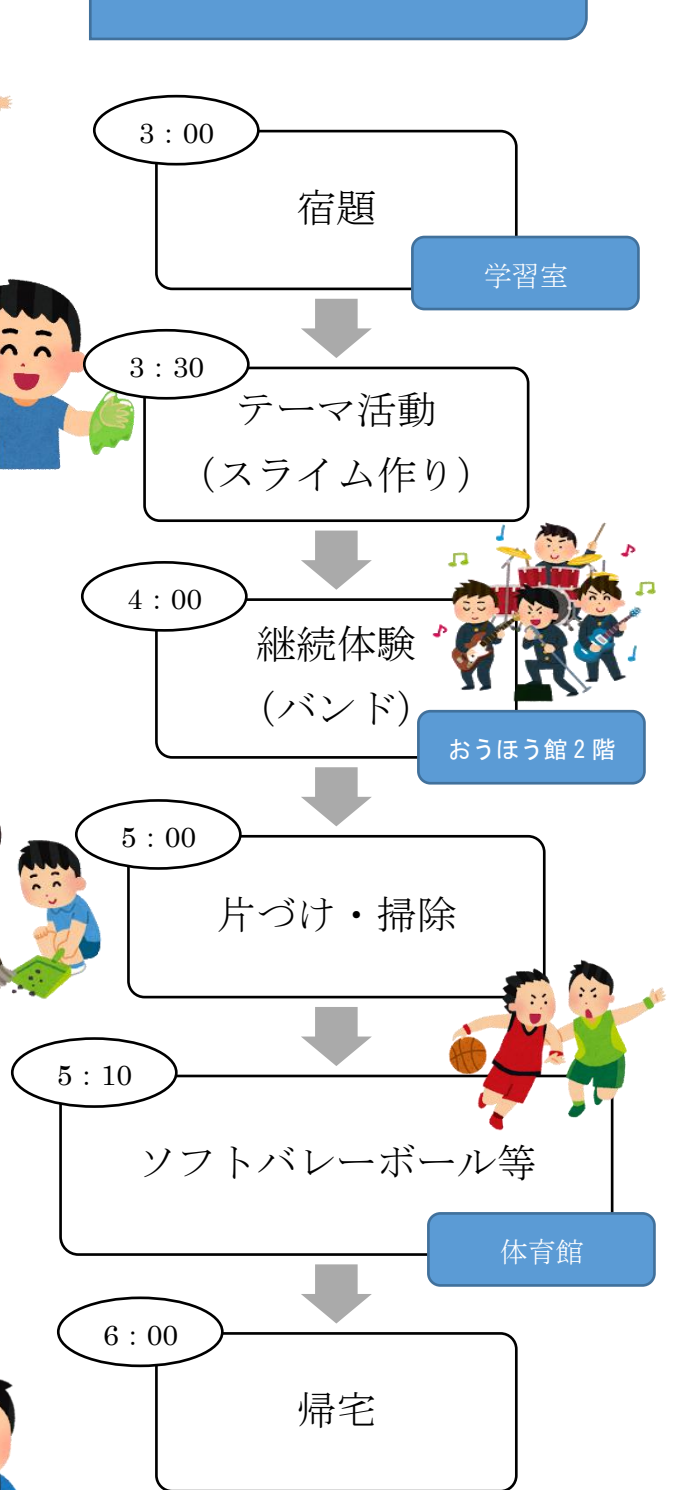 3：00
宿題
学習室
3：30
テーマ活動
（スライム作り）
4：00
継続体験
（バンド）
おうほう館２階
5：00
片づけ・掃除
5：10
ソフトバレーボール等
体育館
6：00
帰宅